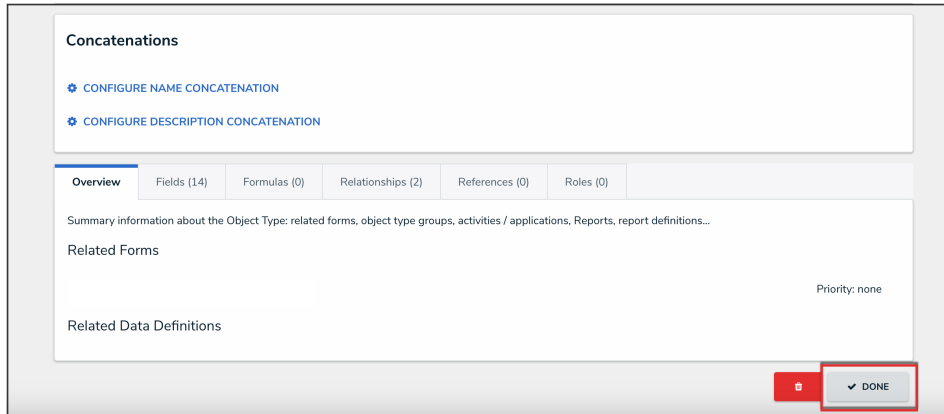 Concatenations
CONFIGURE NAME CONCATENATION
CONFIGURE DESCRIPTION CONCATENATION
Overview Fields (14) Formulas (0) Relationships (2) References (0) Roles (0)
Summary information about the Object Type: related forms, object type groups, activities / applications, Reports, report definitions...
Related Forms
Priority: none
Related Data Definitions
DONE